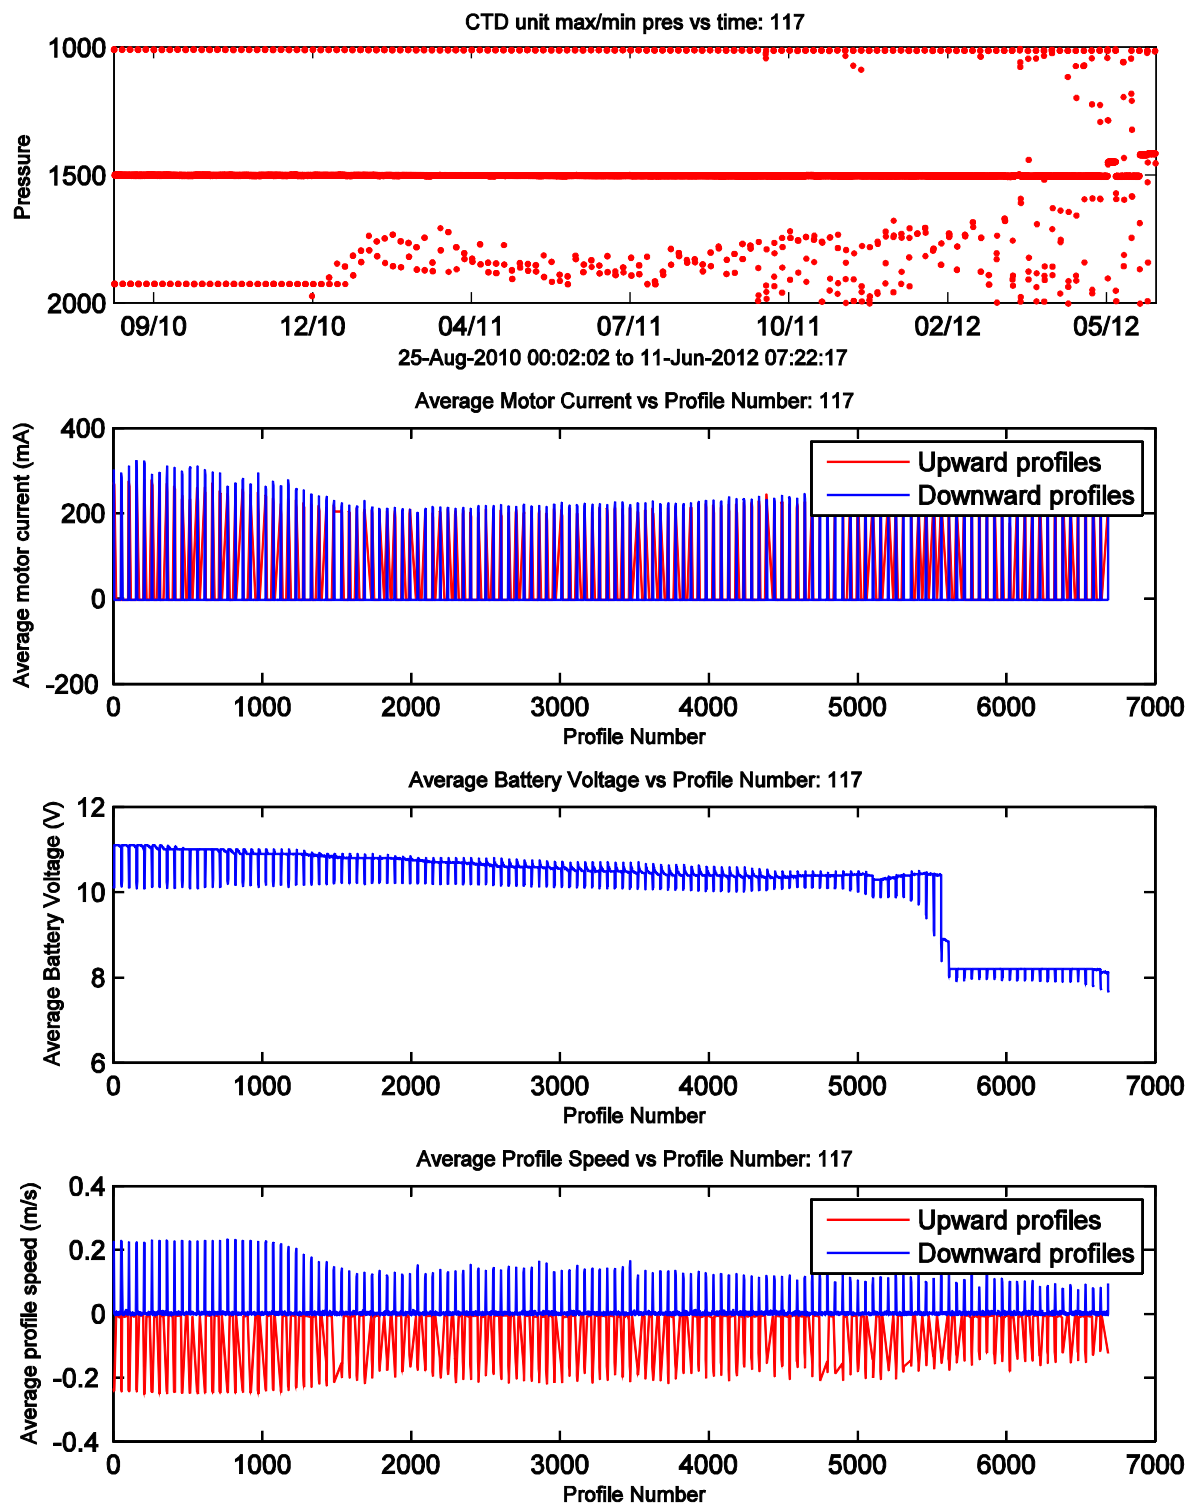 CTD unit max/min pres vs time: 117
1000
1500
2000
Pressure
09/10 12/10 04/11 07/11 10/11 02/12 05/12
25-Aug-2010 00:02:02 to 11-Jun-2012 07:22:17
Average Motor Current vs Profile Number: 117
400
200
0
-200
Average motor current (mA)
Upward profiles
Downward profiles
0 1000 2000 3000 4000 5000 6000 7000
Profile Number
Average Battery Voltage vs Profile Number: 117
12
10
8
6
Average Battery Voltage (V)
0 1000 2000 3000 4000 5000 6000 7000
Profile Number
Average Profile Speed vs Profile Number: 117
0.4
0.2
0
-0.2
-0.4
Average profile speed (m/s)
Upward profiles
Downward profiles
0 1000 2000 3000 4000 5000 6000 7000
Profile Number